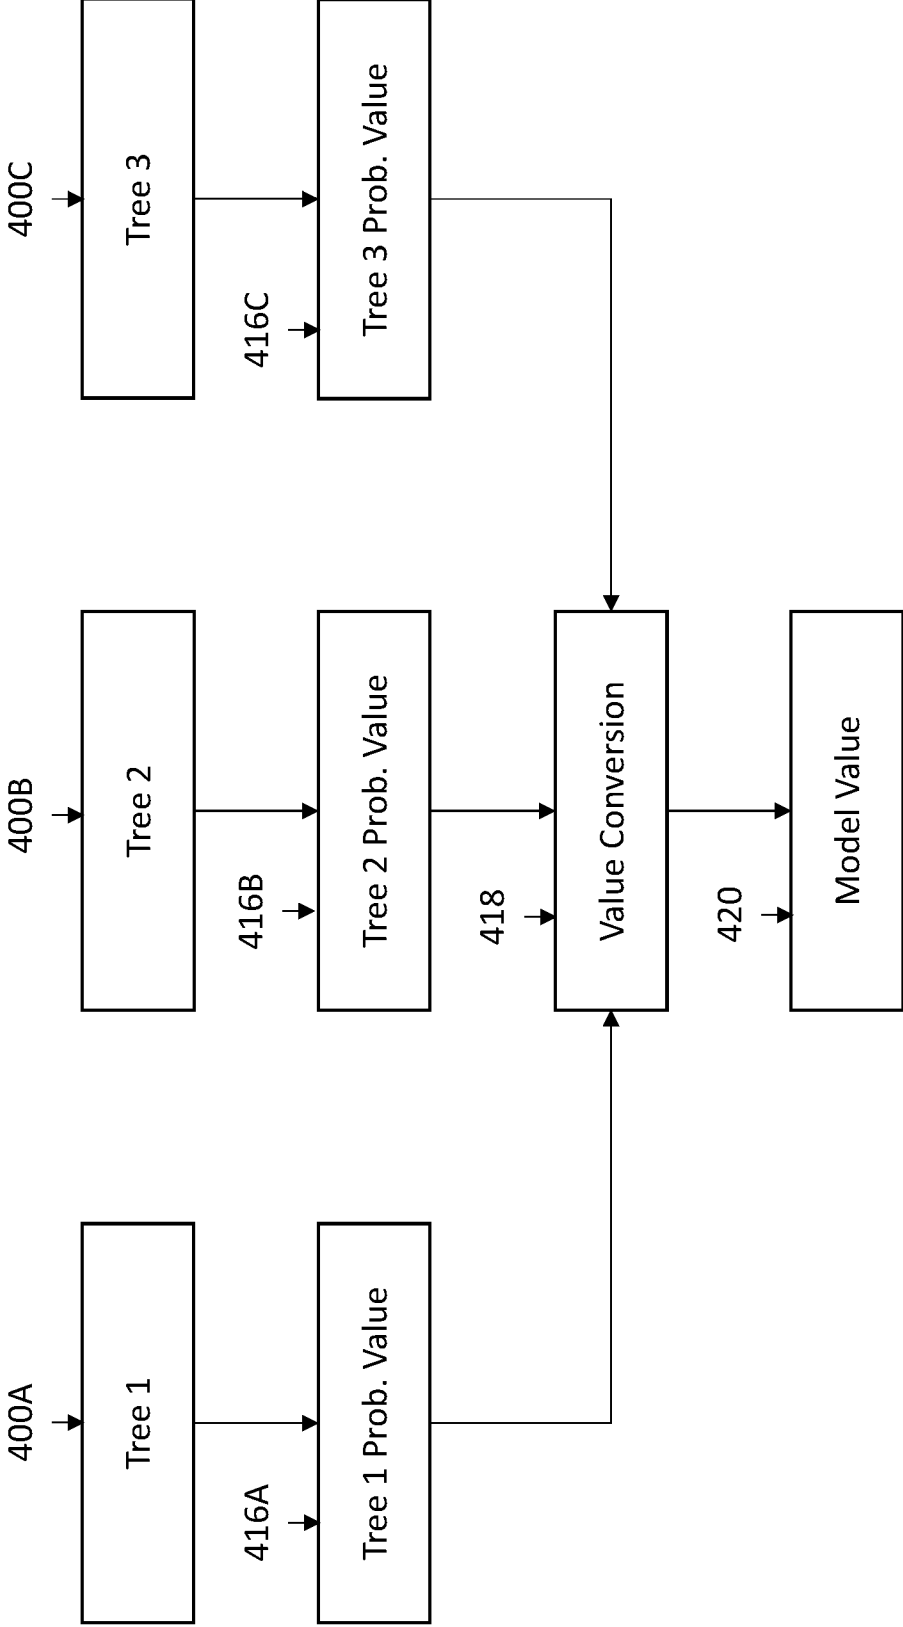 400A
400B
400C
Tree 1
Tree 2
Tree 3
416A
416B
416C
Tree 1 Prob. Value
Tree 2 Prob. Value
Tree 3 Prob. Value
418
Value Conversion
420
Model Value